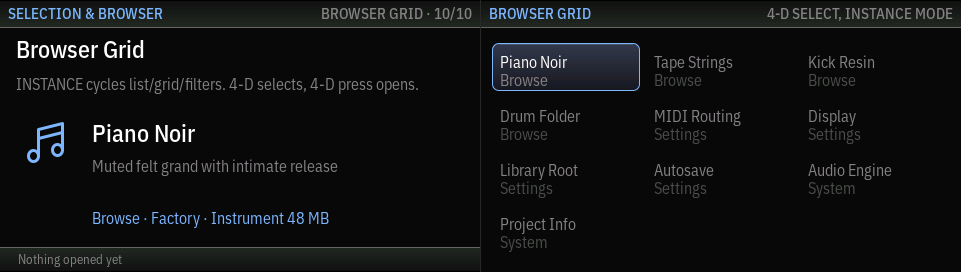 SELECTION & BROWSER
BROWSER GRID · 10/10
Browser Grid
INSTANCE cycles list/grid/filters. 4-D selects, 4-D press opens.
Piano Noir
Muted felt grand with intimate release
Browse · Factory · Instrument 48 MB
Nothing opened yet
BROWSER GRID
4-D SELECT, INSTANCE MODE
Piano Noir
Browse
Tape Strings
Browse
Kick Resin
Browse
Drum Folder
Browse
MIDI Routing
Settings
Display
Settings
Library Root
Settings
Autosave
Settings
Audio Engine
System
Project Info
System